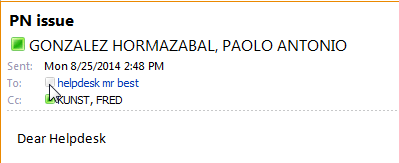 PN issue
GONZALEZ HORMAZABAL, PAOLO ANTONIO
Sent: Mon 8/25/2014 2:48 PM
To: helpdesk mr best
Cc: KUNST, FRED
Dear Helpdesk